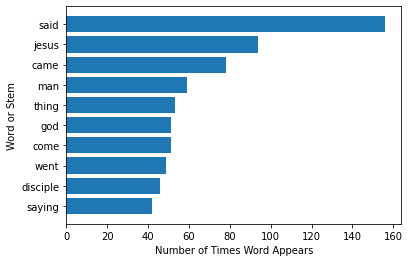 said
jesus
came
man
thing
god
come
went
disciple
saying
Word or Stem
0 20 40 60 80 100 120 140 160
Number of Times Word Appears